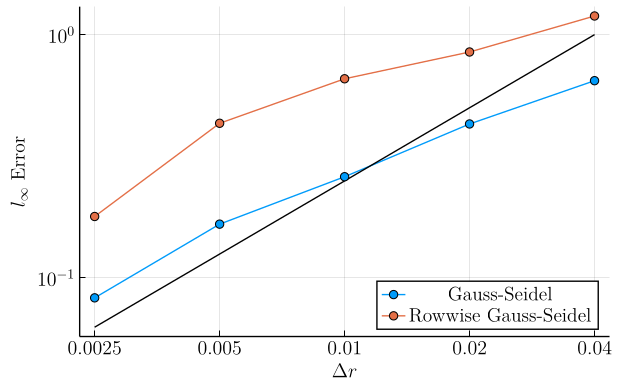 10⁰
l∞ Error
10⁻¹
Gauss-Seidel
Rowwise Gauss-Seidel
0.0025 0.005 0.01 0.02 0.04
Δr